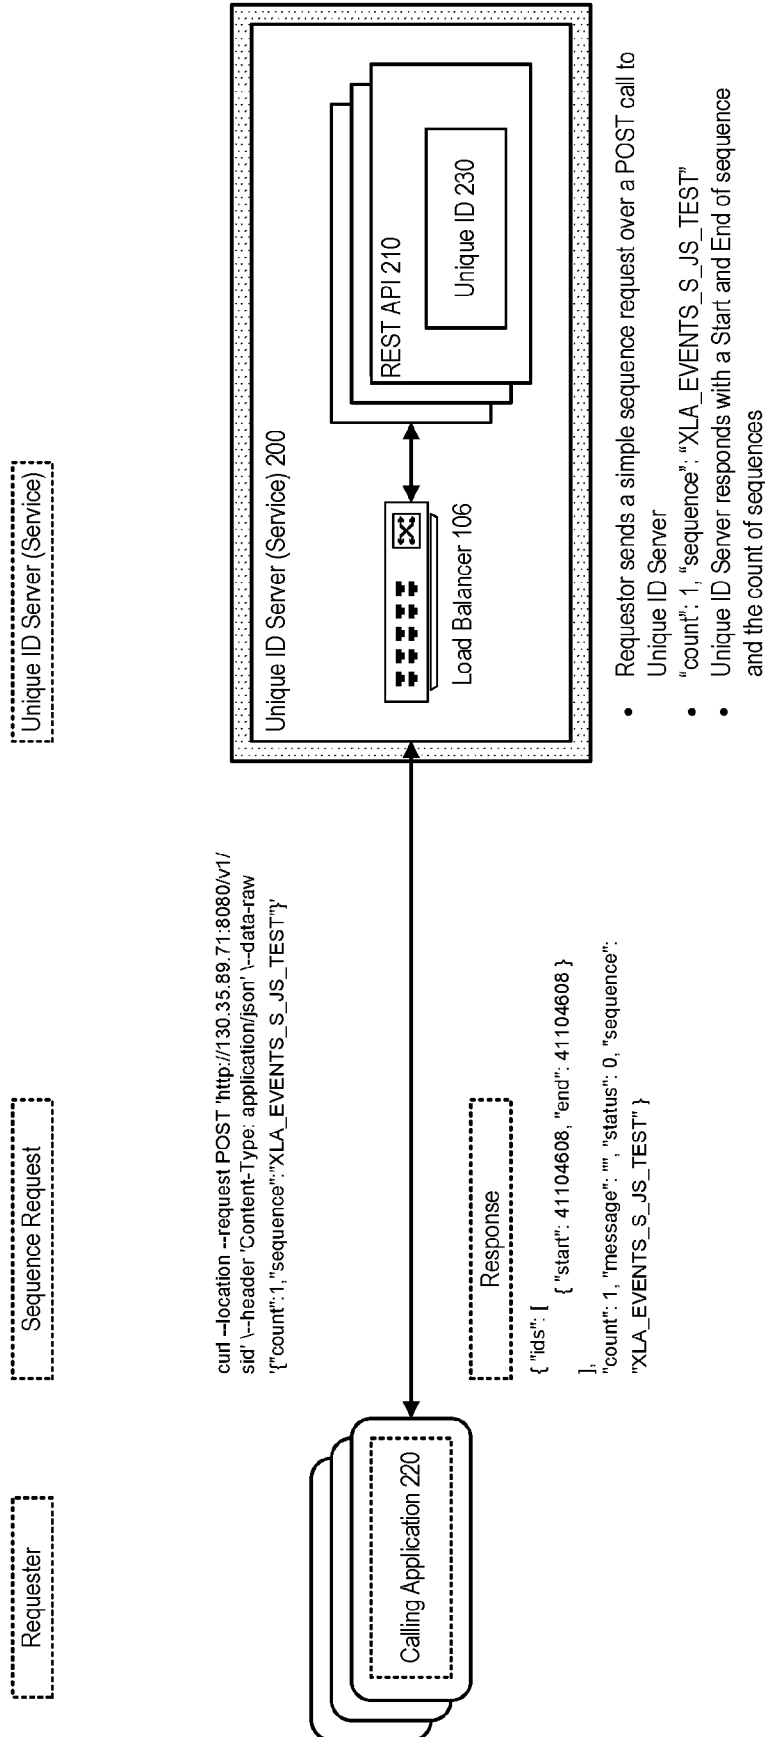 Requester
Sequence Request
Unique ID Server (Service)
curl --location --request POST 'http://130.35.89.71:8080/v1/
sid' \--header 'Content-Type: application/json' \--data-raw
'{"count":1,"sequence":"XLA_EVENTS_S_JS_TEST"}'
Calling Application 220
Response
{ "ids": [
{ "start": 41104608, "end": 41104608 }
],
"count": 1, "message": "", "status": 0, "sequence":
"XLA_EVENTS_S_JS_TEST" }
Unique ID Server (Service) 200
Load Balancer 106
REST API 210
Unique ID 230
• Requestor sends a simple sequence request over a POST call to
Unique ID Server
• "count": 1, "sequence": "XLA_EVENTS_S_JS_TEST"
• Unique ID Server responds with a Start and End of sequence
and the count of sequences